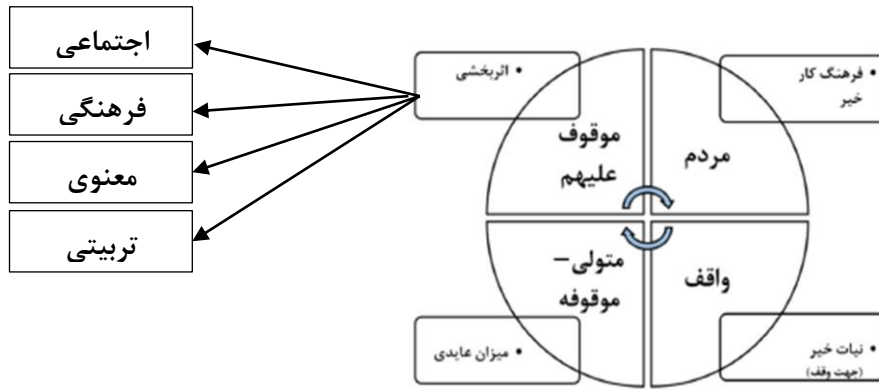 • فرهنگ کار
خیر
مردم
• اثربخشی
موقوف
علیهم
اجتماعی
فرهنگی
معنوی
تربیتی
واقف
• نیات خیر
(جهت وقف)
متولی–
موقوفه
• میزان عایدی